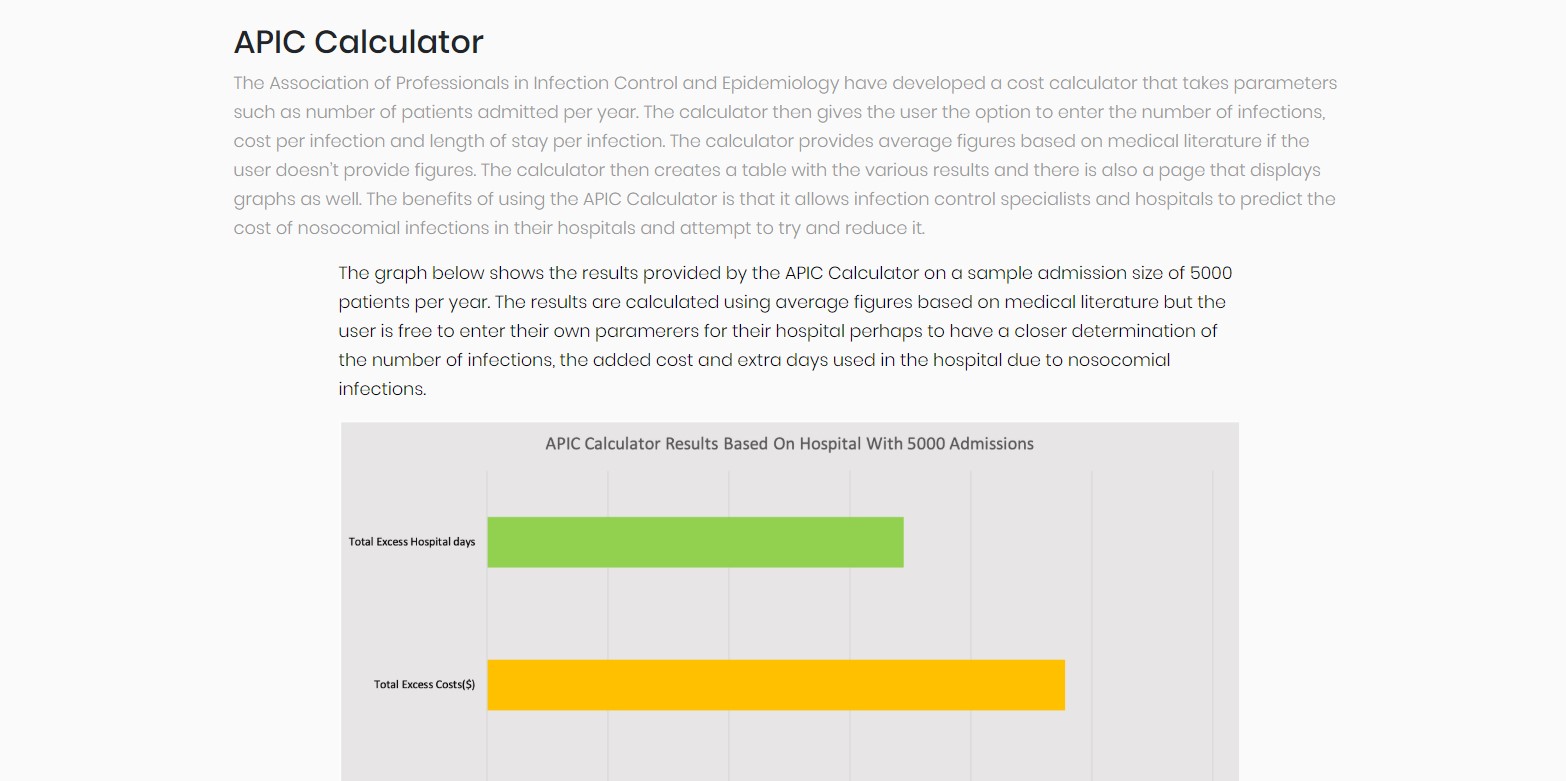 APIC Calculator
The Association of Professionals in Infection Control and Epidemiology have developed a cost calculator that takes parameters
such as number of patients admitted per year. The calculator then gives the user the option to enter the number of infections,
cost per infection and length of stay per infection. The calculator provides average figures based on medical literature if the
user doesn't provide figures. The calculator then creates a table with the various results and there is also a page that displays
graphs as well. The benefits of using the APIC Calculator is that it allows infection control specialists and hospitals to predict the
cost of nosocomial infections in their hospitals and attempt to try and reduce it.
The graph below shows the results provided by the APIC Calculator on a sample admission size of 5000
patients per year. The results are calculated using average figures based on medical literature but the
user is free to enter their own paramerers for their hospital perhaps to have a closer determination of
the number of infections, the added cost and extra days used in the hospital due to nosocomial
infections.
APIC Calculator Results Based On Hospital With 5000 Admissions
Total Excess Hospital days
Total Excess Costs($)